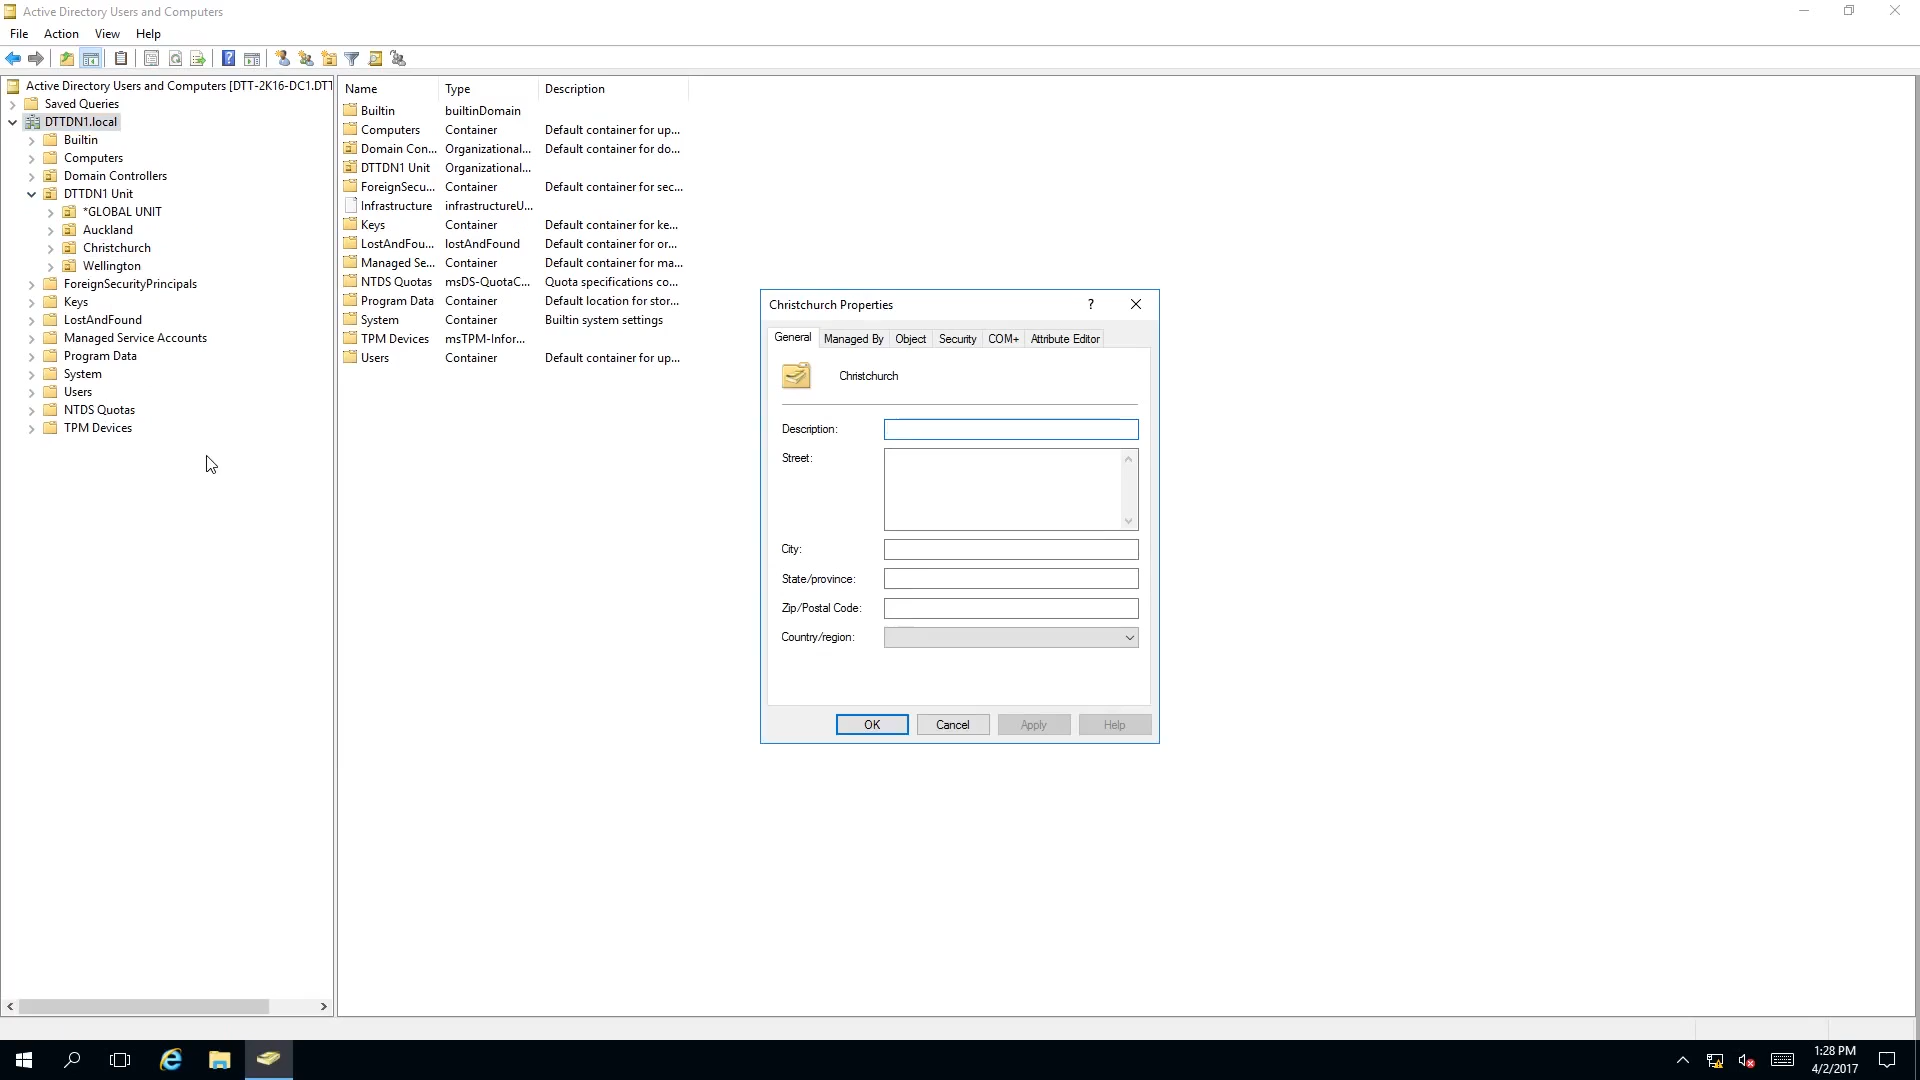 Active Directory Users and Computers
File Action View Help
Active Directory Users and Computers [DTT-2K16-DC1.DTT
Saved Queries
DTTDN1.local
Builtin
Computers
Domain Controllers
DTTDN1 Unit
*GLOBAL UNIT
Auckland
Christchurch
Wellington
ForeignSecurityPrincipals
Keys
LostAndFound
Managed Service Accounts
Program Data
System
Users
NTDS Quotas
TPM Devices
Name Type Description
Builtin builtinDomain
Computers Container Default container for up...
Domain Con... Organizational... Default container for do...
DTTDN1 Unit Organizational...
ForeignSecu... Container Default container for sec...
Infrastructure infrastructureU...
Keys Container Default container for ke...
LostAndFou... lostAndFound Default container for or...
Managed Se... Container Default container for ma...
NTDS Quotas msDS-QuotaC... Quota specifications co...
Program Data Container Default location for stor...
System Container Builtin system settings
TPM Devices msTPM-Infor...
Users Container Default container for up...
Christchurch Properties ?
General Managed By Object Security COM+ Attribute Editor
Christchurch
Description:
Street:
City:
State/province:
Zip/Postal Code:
Country/region:
OK Cancel Apply Help
1:28 PM
4/2/2017